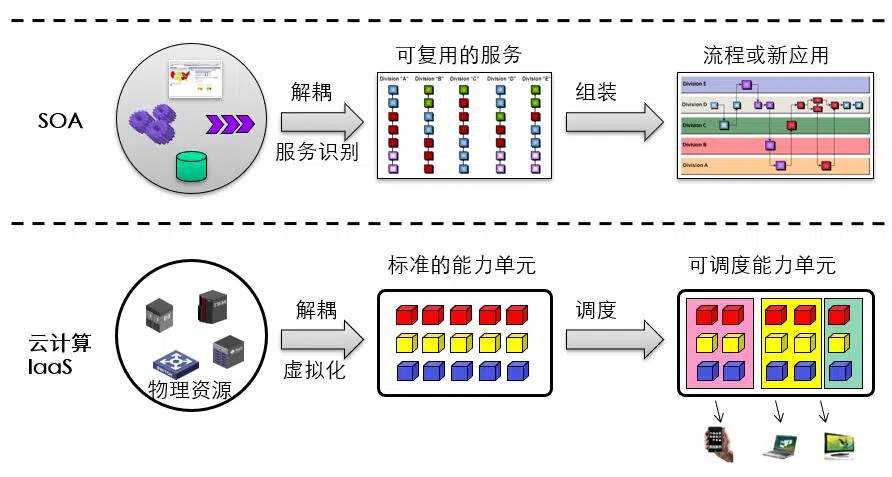 可复用的服务
流程或新应用
SOA
解耦
服务识别
Division "A" Division "B" Division "C" Division "D" Division "E"
组装
Division E
Division D
Division C
Division B
Division A
标准的能力单元
可调度能力单元
云计算
IaaS
物理资源
解耦
虚拟化
调度